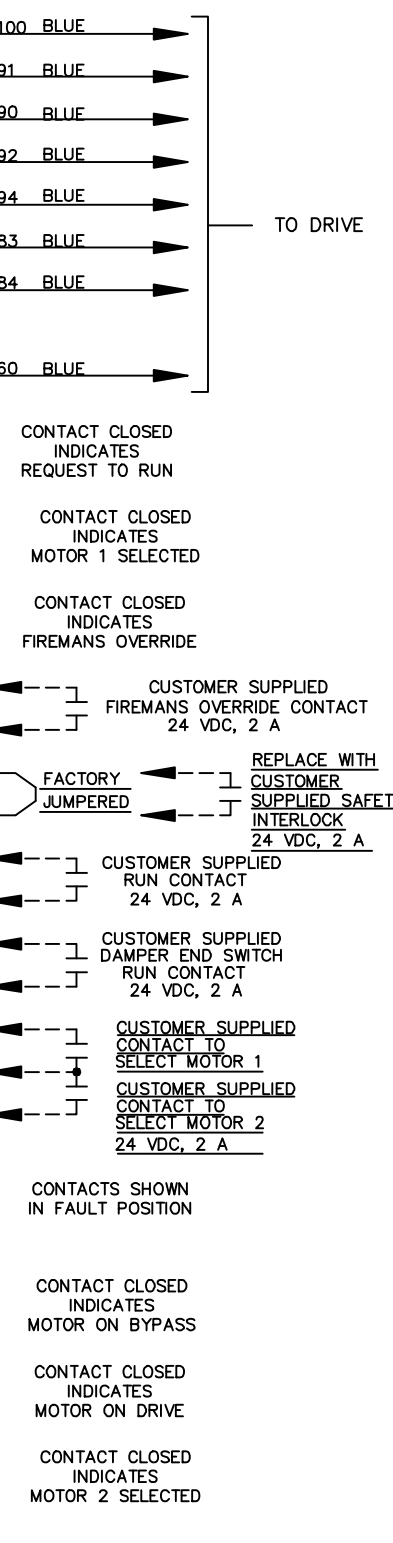 100 BLUE
91 BLUE
90 BLUE
92 BLUE
94 BLUE
83 BLUE
84 BLUE
60 BLUE
TO DRIVE
CONTACT CLOSED
INDICATES
REQUEST TO RUN
CONTACT CLOSED
INDICATES
MOTOR 1 SELECTED
CONTACT CLOSED
INDICATES
FIREMANS OVERRIDE
CUSTOMER SUPPLIED
FIREMANS OVERRIDE CONTACT
24 VDC, 2 A
FACTORY
JUMPERED
REPLACE WITH
CUSTOMER
SUPPLIED SAFET
INTERLOCK
24 VDC, 2 A
CUSTOMER SUPPLIED
RUN CONTACT
24 VDC, 2 A
CUSTOMER SUPPLIED
DAMPER END SWITCH
RUN CONTACT
24 VDC, 2 A
CUSTOMER SUPPLIED
CONTACT TO
SELECT MOTOR 1
CUSTOMER SUPPLIED
CONTACT TO
SELECT MOTOR 2
24 VDC, 2 A
CONTACTS SHOWN
IN FAULT POSITION
CONTACT CLOSED
INDICATES
MOTOR ON BYPASS
CONTACT CLOSED
INDICATES
MOTOR ON DRIVE
CONTACT CLOSED
INDICATES
MOTOR 2 SELECTED